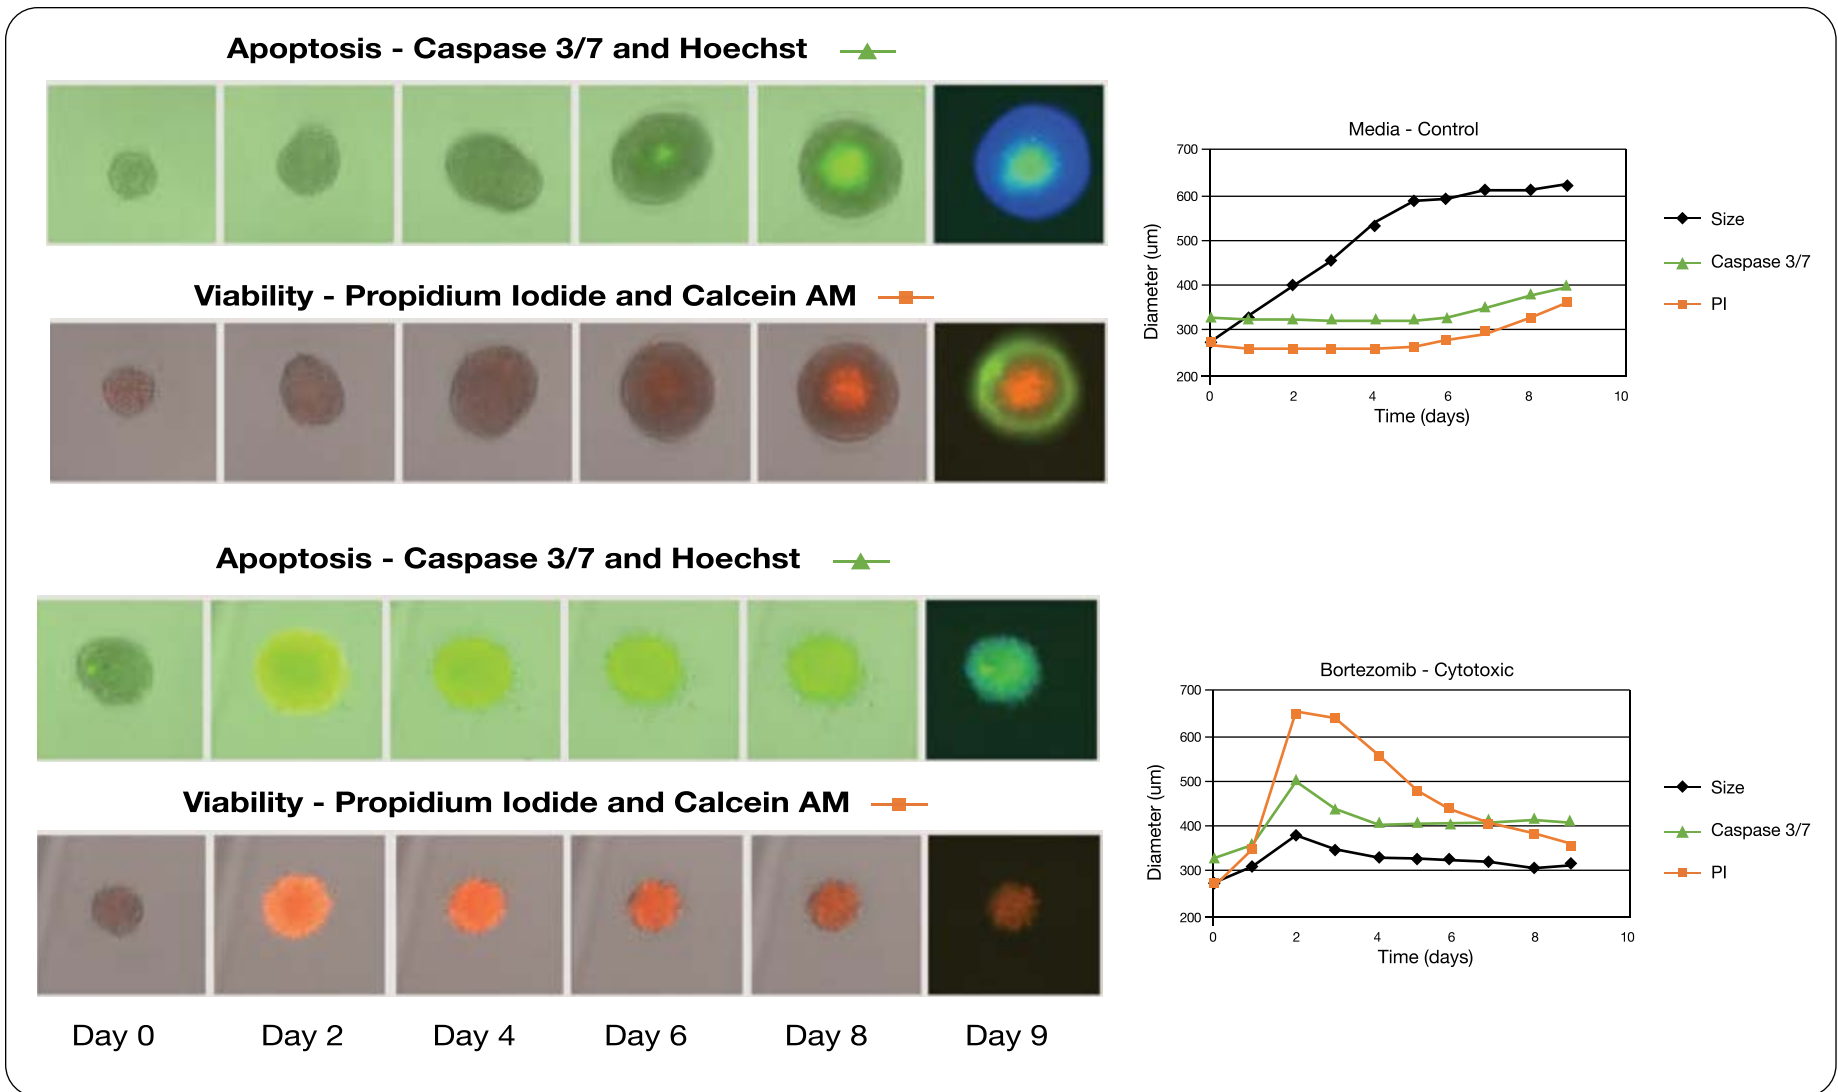 Apoptosis - Caspase 3/7 and Hoechst
Viability - Propidium Iodide and Calcein AM
Media - Control
700
600
500
400
300
200
Diameter (um)
0 2 4 6 8 10
Time (days)
Size
Caspase 3/7
PI
Apoptosis - Caspase 3/7 and Hoechst
Viability - Propidium Iodide and Calcein AM
Day 0 Day 2 Day 4 Day 6 Day 8 Day 9
Bortezomib - Cytotoxic
700
600
500
400
300
200
Diameter (um)
0 2 4 6 8 10
Time (days)
Size
Caspase 3/7
PI